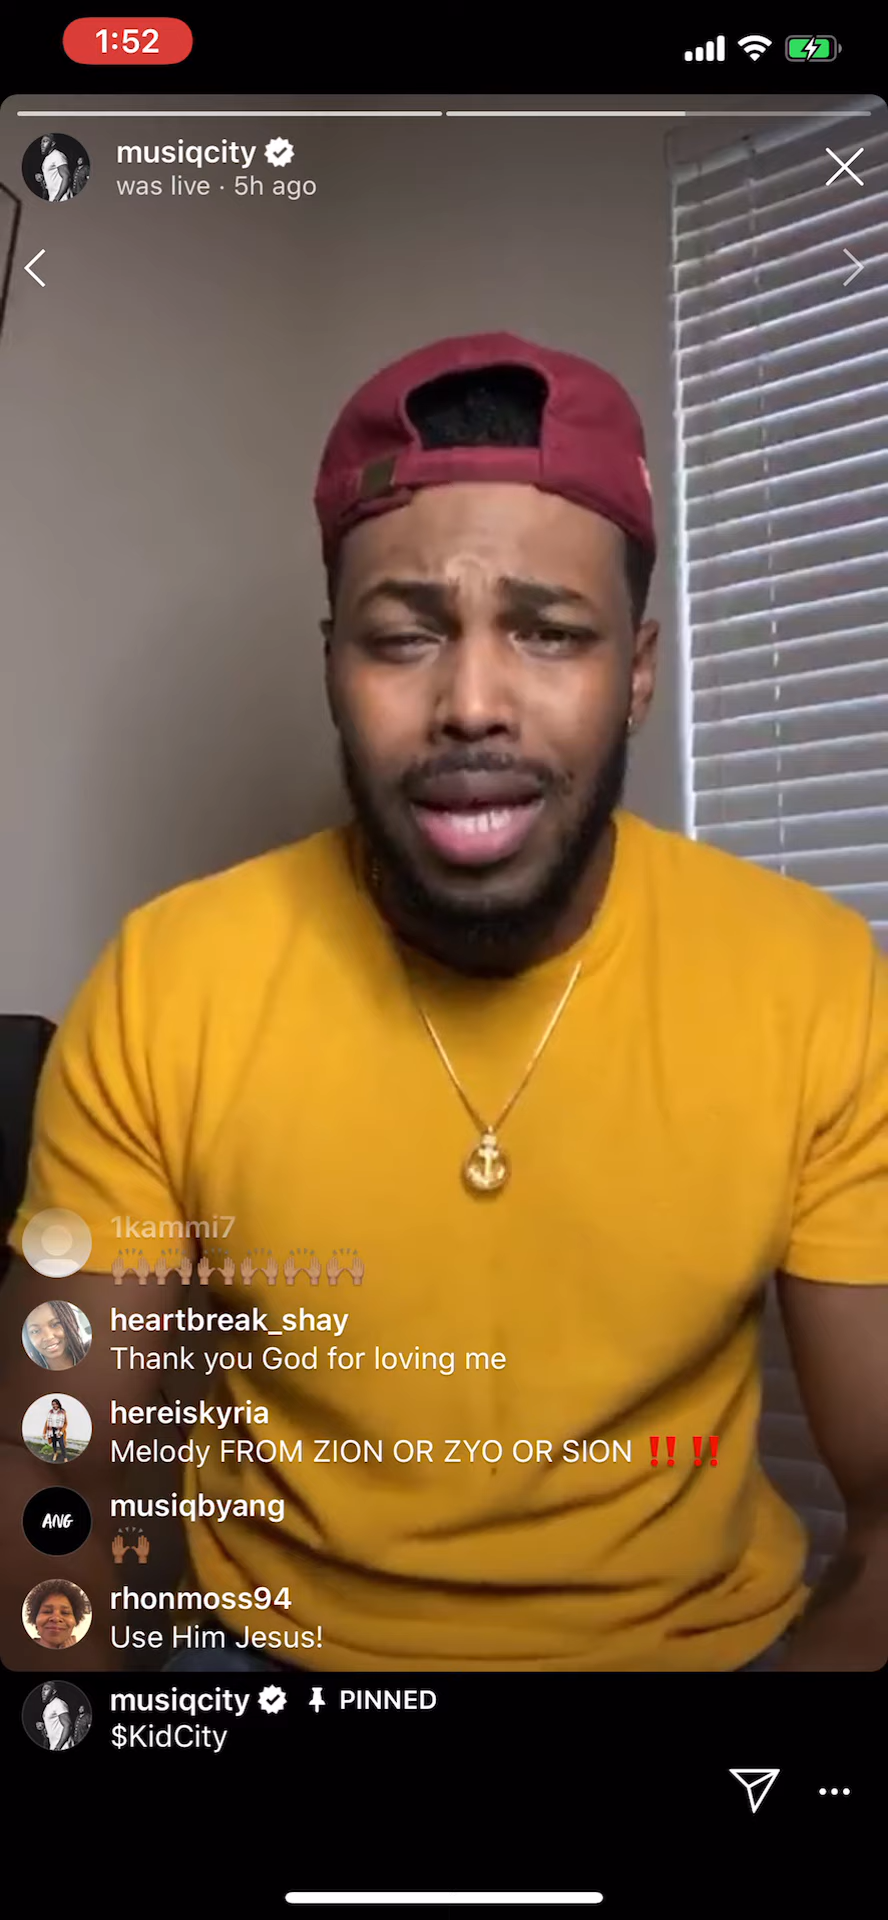 1:52
musiqcity
was live · 5h ago
1kammi7
🙌🏽🙌🏽🙌🏽🙌🏽🙌🏽🙌🏽
heartbreak_shay
Thank you God for loving me
hereiskyria
Melody FROM ZION OR ZYO OR SION ‼️ ‼️
ANG
musiqbyang
🙌🏾
rhonmoss94
Use Him Jesus!
musiqcity PINNED
$KidCity